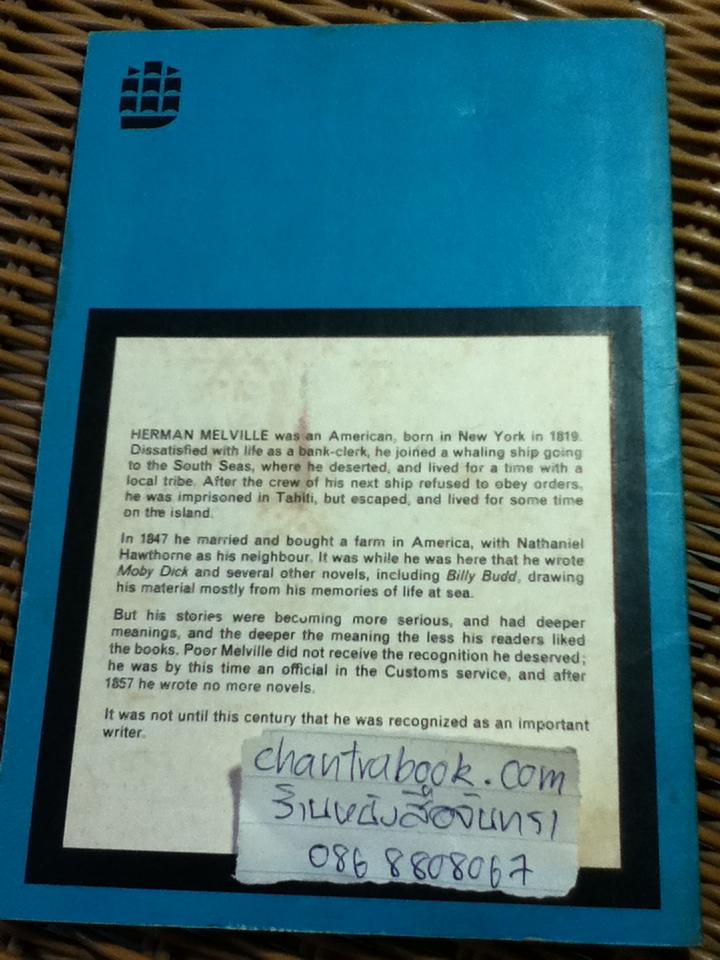 HERMAN MELVILLE was an American, born in New York in 1819.
Dissatisfied with life as a bank-clerk, he joined a whaling ship going
to the South Seas, where he deserted, and lived for a time with a
local tribe. After the crew of his next ship refused to obey orders,
he was imprisoned in Tahiti, but escaped, and lived for some time
on the island.
In 1847 he married and bought a farm in America, with Nathaniel
Hawthorne as his neighbour. It was while he was here that he wrote
Moby Dick and several other novels, including Billy Budd, drawing
his material mostly from his memories of life at sea.
But his stories were becoming more serious, and had deeper
meanings, and the deeper the meaning the less his readers liked
the books. Poor Melville did not receive the recognition he deserved;
he was by this time an official in the Customs service, and after
1857 he wrote no more novels.
It was not until this century that he was recognized as an important
writer.
chantrabook.com
ร้านหนังสือจันทรา
086 8808067